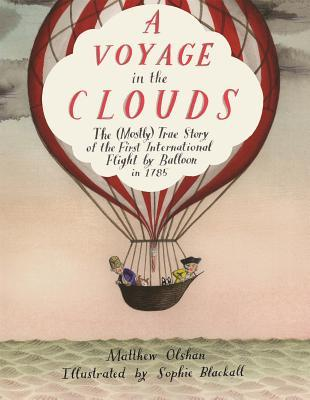 A
VOYAGE
in the
CLOUDS
The (Mostly) True Story
of the First International
Flight by Balloon
in 1785
Matthew Olshan
Illustrated by Sophie Blackall